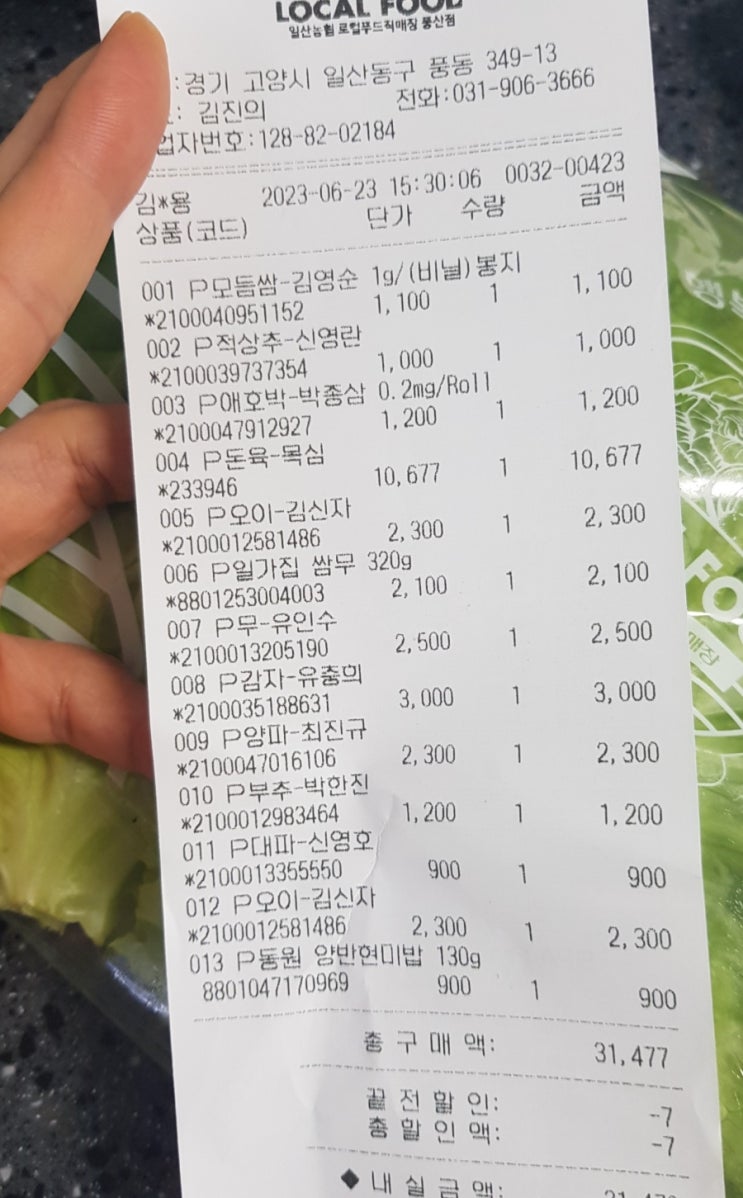 LOCAL FOOD
일산농협 로컬푸드직매장 풍산점
:경기 고양시 일산동구 풍동 349-13
: 김진의 전화:031-906-3666
업자번호:128-82-02184
김*용 2023-06-23 15:30:06 0032-00423
상품(코드) 단가 수량 금액
001 P모듬쌈-김영순 1g/(비닐)봉지
*2100040951152 1,100 1 1,100
002 P적상추-신영란
*2100039737354 1,000 1 1,000
003 P애호박-박종삼 0.2mg/Roll
*2100047912927 1,200 1 1,200
004 P돈육-목심
*233946 10,677 1 10,677
005 P오이-김신자
*2100012581486 2,300 1 2,300
006 P일가집 쌈무 320g
*8801253004003 2,100 1 2,100
007 P무-유인수
*2100013205190 2,500 1 2,500
008 P감자-유충희
*2100035188631 3,000 1 3,000
009 P양파-최진규
*2100047016106 2,300 1 2,300
010 P부추-박한진
*2100012983464 1,200 1 1,200
011 P대파-신영호
*2100013355550 900 1 900
012 P오이-김신자
*2100012581486 2,300 1 2,300
013 P동원 양반현미밥 130g
8801047170969 900 1 900
총 구 매 액: 31,477
끝 전 할 인: -7
총 할 인 액: -7
◆ 내 실 금 액: